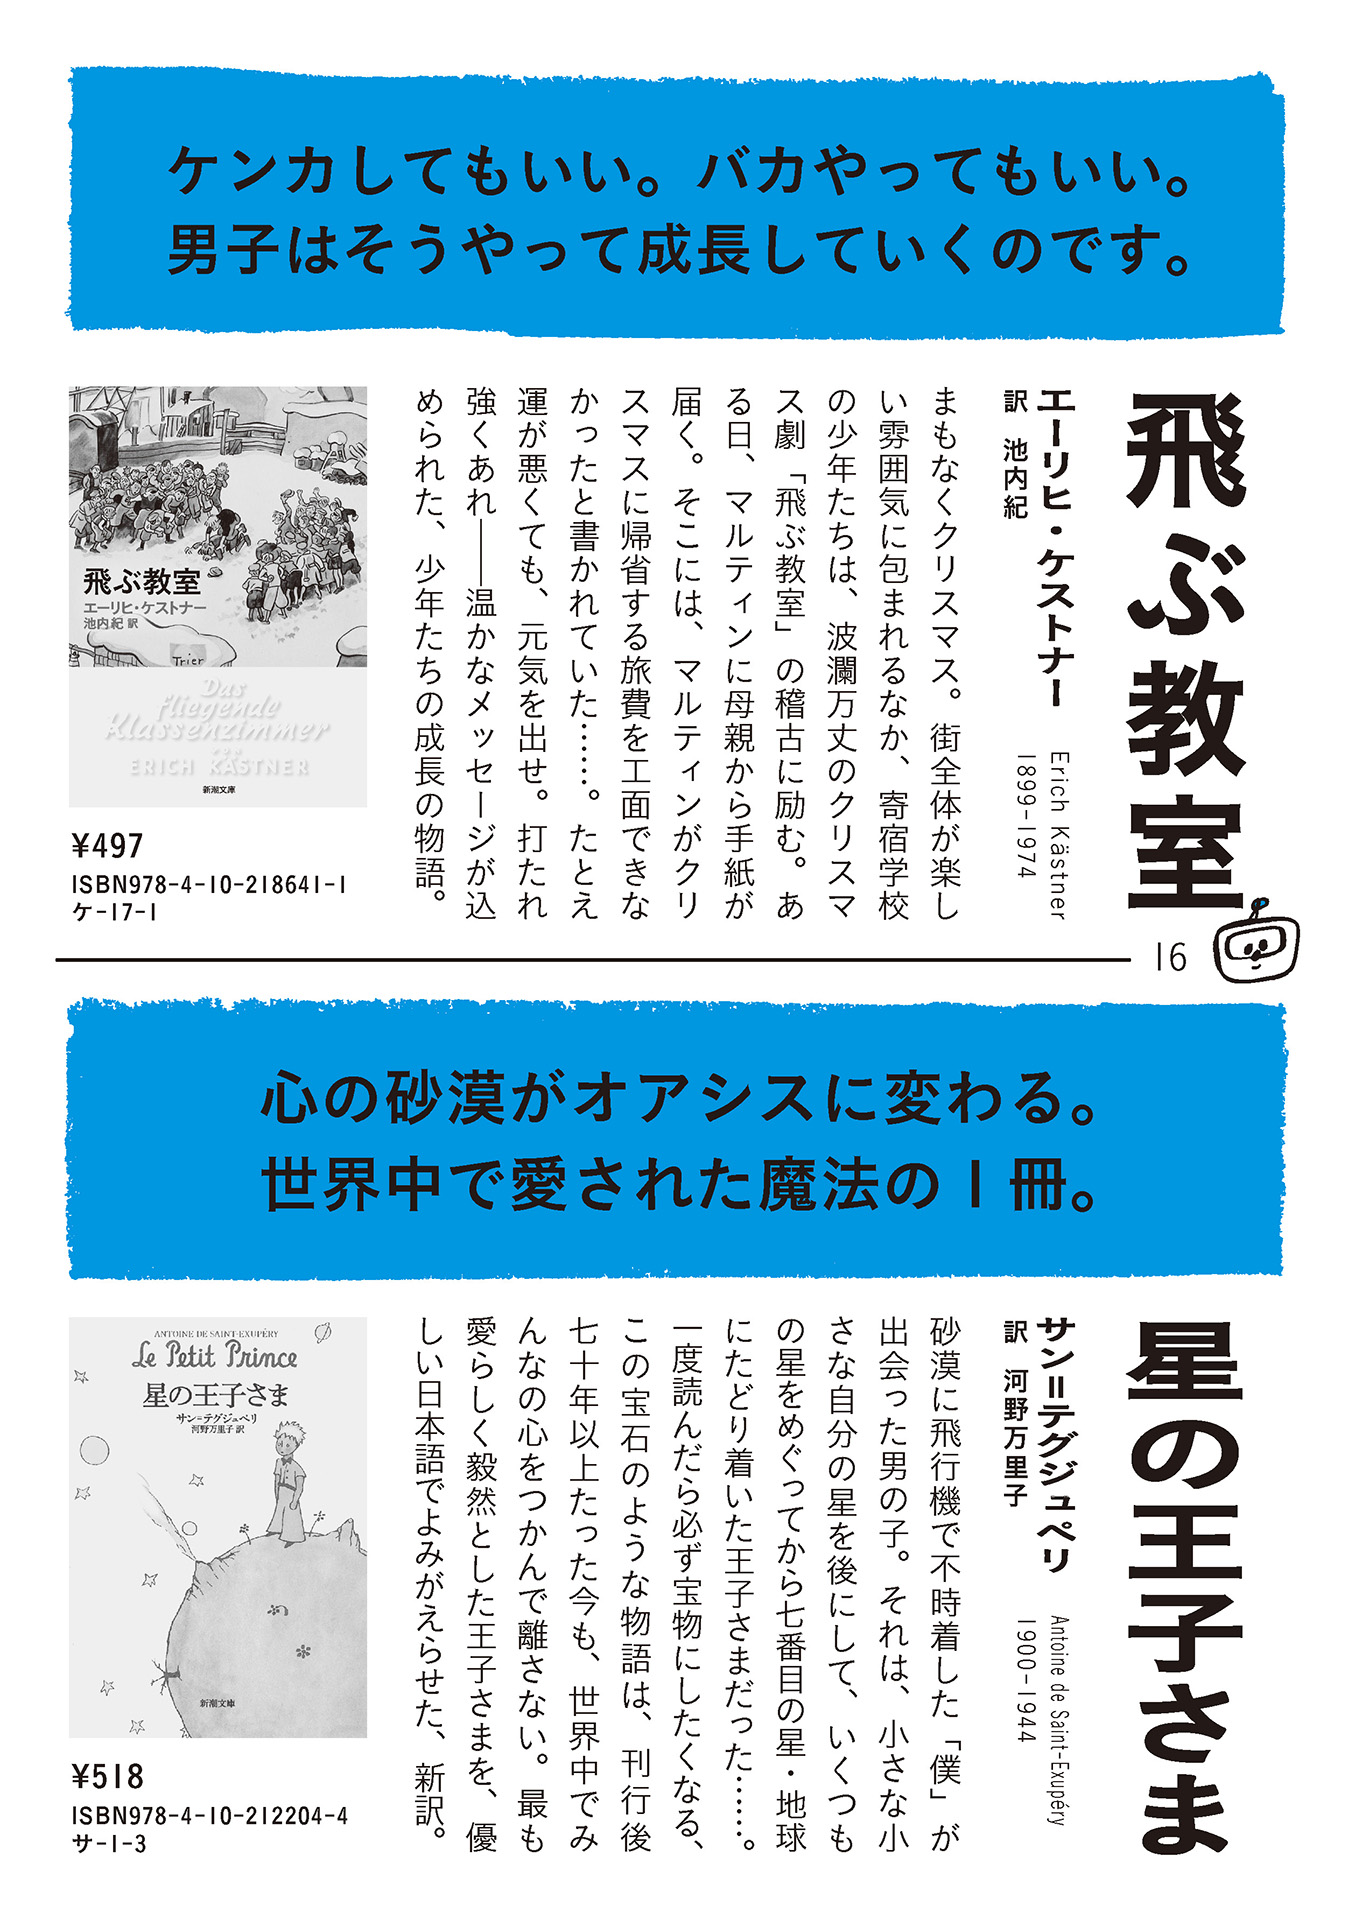 ケンカしてもいい。バカやってもいい。
男子はそうやって成長していくのです。
飛ぶ教室
エーリヒ・ケストナー
Erich Kästner
訳 池内紀
1899-1974
まもなくクリスマス。街全体が楽し
い雰囲気に包まれるなか、寄宿学校
の少年たちは、波瀾万丈のクリスマ
ス劇「飛ぶ教室」の稽古に励む。あ
る日、マルティンに母親から手紙が
届く。そこには、マルティンがクリ
スマスに帰省する旅費を工面できな
かったと書かれていた……。たとえ
運が悪くても、元気を出せ。打たれ
強くあれ――温かなメッセージが込
められた、少年たちの成長の物語。
飛ぶ教室
エーリヒ・ケストナー
池内紀 訳
Trier
Das
fliegende
Klassenzimmer
VON
ERICH KÄSTNER
新潮文庫
¥497
ISBN978-4-10-218641-1
ケ-17-1
16
心の砂漠がオアシスに変わる。
世界中で愛された魔法の1冊。
星の王子さま
サン=テグジュペリ
Antoine de Saint-Exupéry
訳 河野万里子
1900-1944
砂漠に飛行機で不時着した「僕」が
出会った男の子。それは、小さな小
さな自分の星を後にして、いくつも
の星をめぐってから七番目の星・地球
にたどり着いた王子さまだった……。
一度読んだら必ず宝物にしたくなる、
この宝石のような物語は、刊行後
七十年以上たった今も、世界中でみ
んなの心をつかんで離さない。最も
愛らしく毅然とした王子さまを、優
しい日本語でよみがえらせた、新訳。
ANTOINE DE SAINT-EXUPÉRY
Le Petit Prince
星の王子さま
サン=テグジュペリ
河野万里子 訳
新潮文庫
¥518
ISBN978-4-10-212204-4
サ-1-3